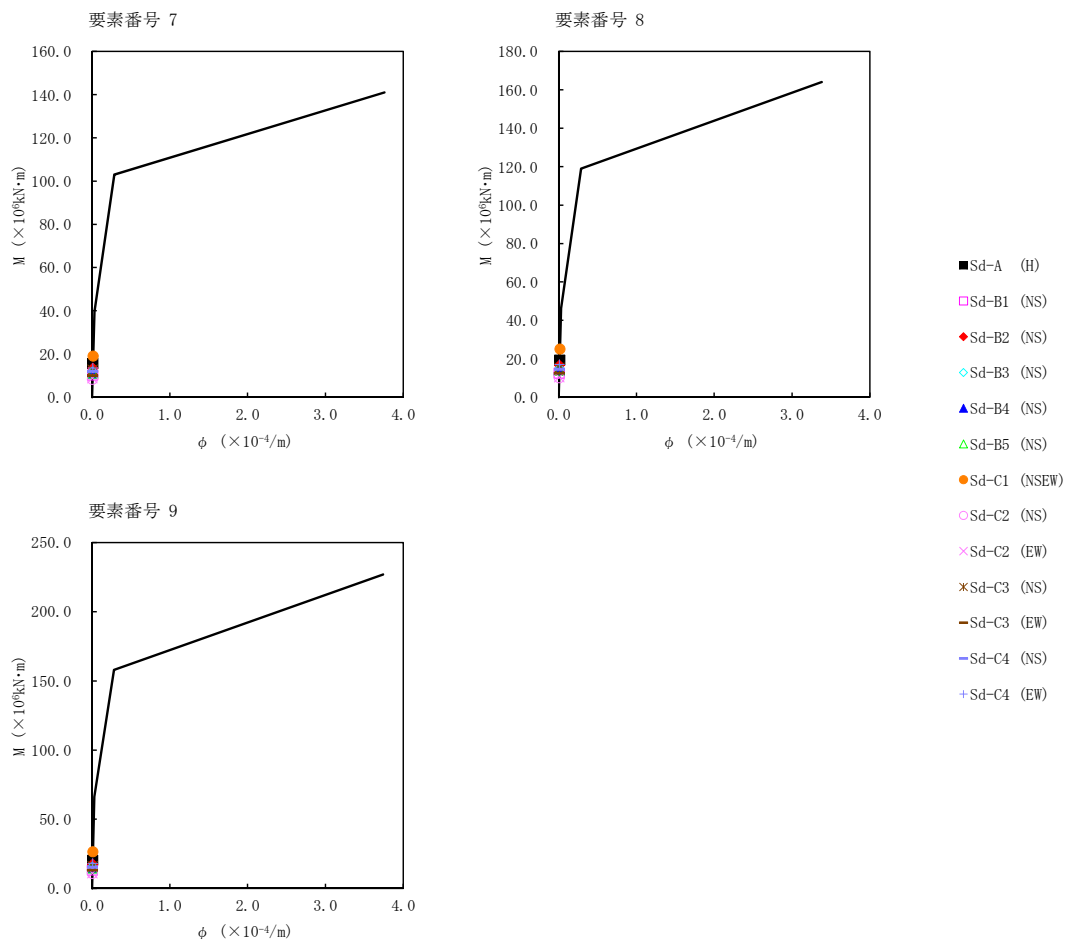 要素番号 7
160.0
140.0
120.0
100.0
80.0
60.0
40.0
20.0
0.0
M (×10⁶kN・m)
0.0 1.0 2.0 3.0 4.0
φ (×10⁻⁴/m)
要素番号 8
180.0
160.0
140.0
120.0
100.0
80.0
60.0
40.0
20.0
0.0
M (×10⁶kN・m)
0.0 1.0 2.0 3.0 4.0
φ (×10⁻⁴/m)
要素番号 9
250.0
200.0
150.0
100.0
50.0
0.0
M (×10⁶kN・m)
0.0 1.0 2.0 3.0 4.0
φ (×10⁻⁴/m)
Sd-A (H)
Sd-B1 (NS)
Sd-B2 (NS)
Sd-B3 (NS)
Sd-B4 (NS)
Sd-B5 (NS)
Sd-C1 (NSEW)
Sd-C2 (NS)
Sd-C2 (EW)
Sd-C3 (NS)
Sd-C3 (EW)
Sd-C4 (NS)
Sd-C4 (EW)